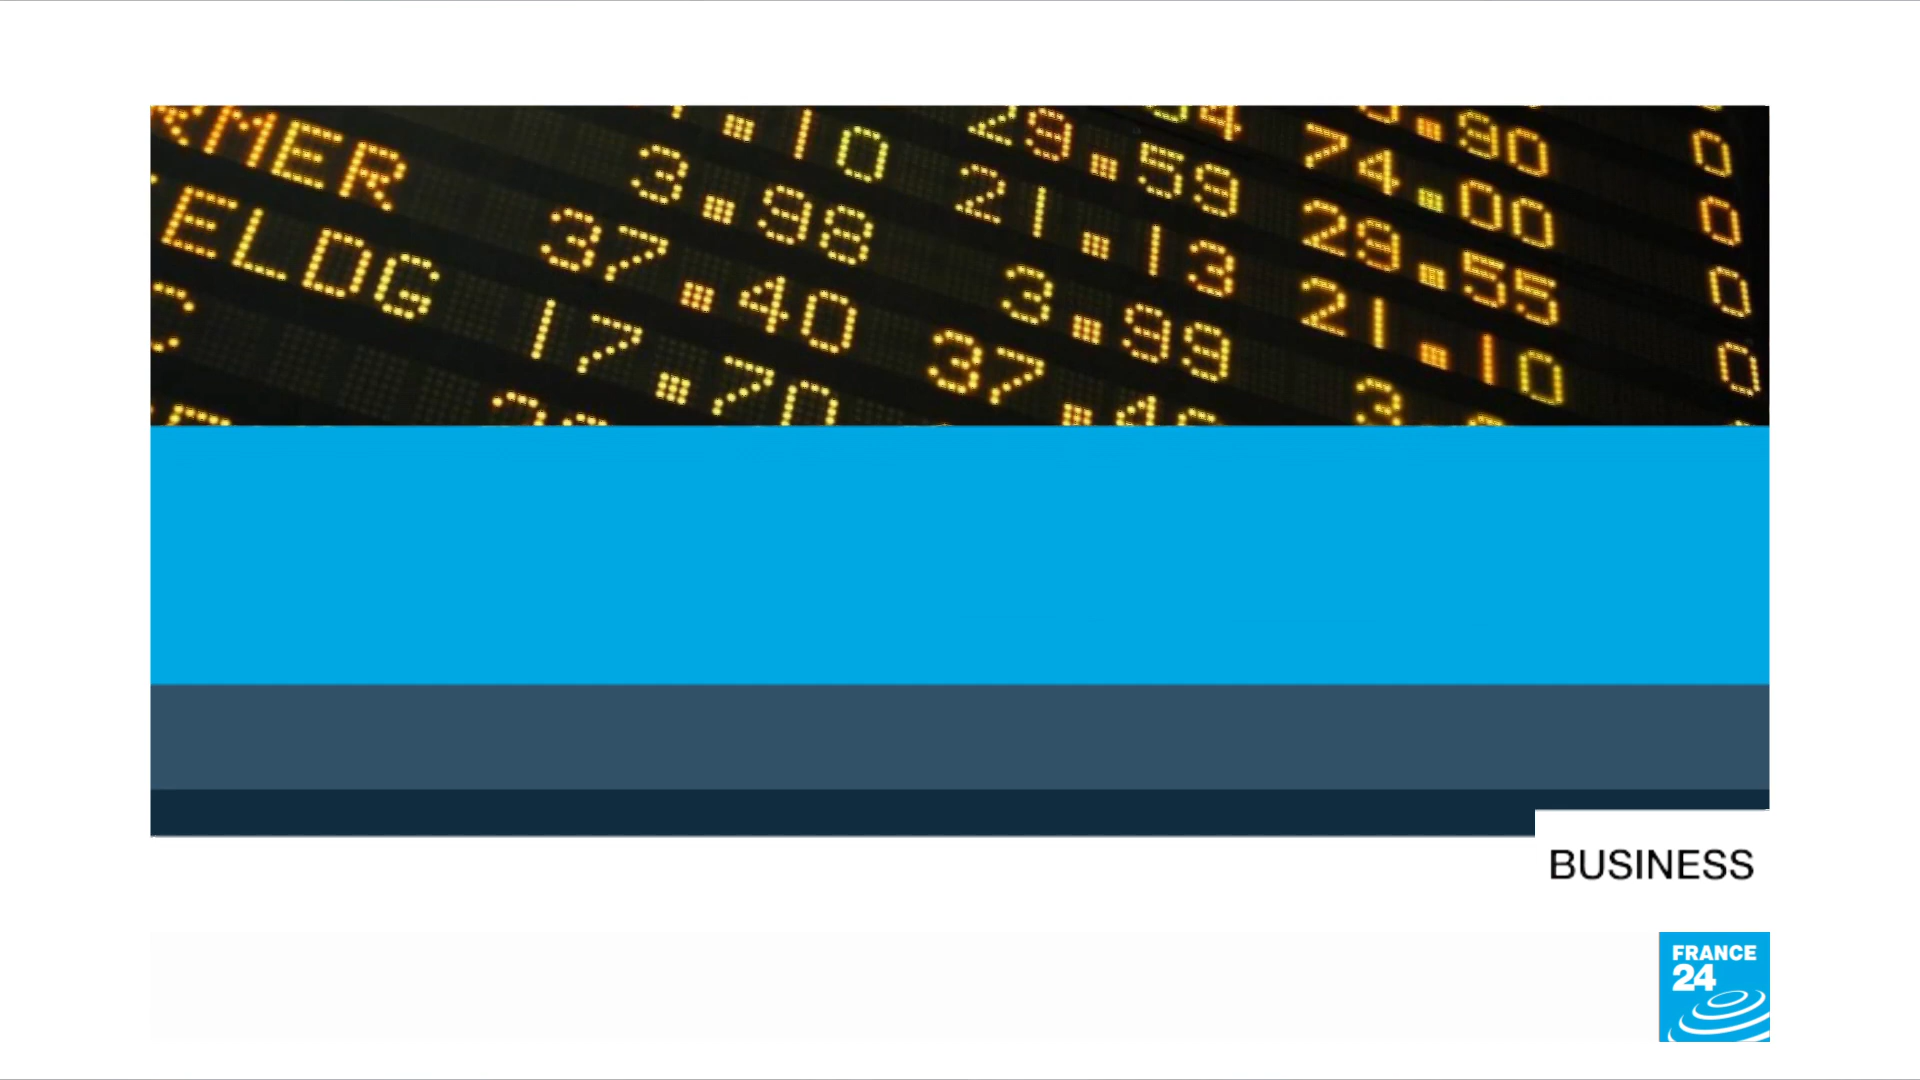 RMER 3.98 21.13 29.55 0
ELDG 37.40 3.99 21.10 0
17.70 37.4
.10 29.59 74.00 0
.90 0
BUSINESS
FRANCE
24